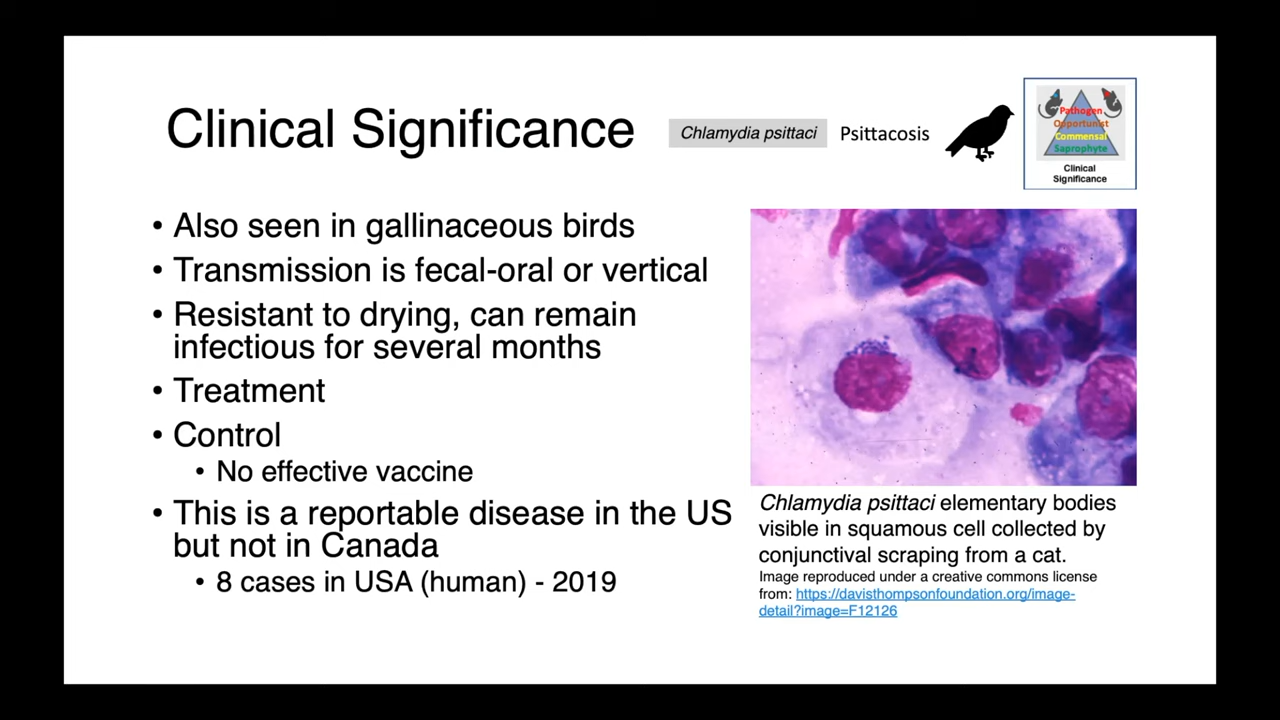 Clinical Significance
Chlamydia psittaci
Psittacosis
Pathogen
Opportunist
Commensal
Saprophyte
Clinical
Significance
• Also seen in gallinaceous birds
• Transmission is fecal-oral or vertical
• Resistant to drying, can remain
infectious for several months
• Treatment
• Control
• No effective vaccine
• This is a reportable disease in the US
but not in Canada
• 8 cases in USA (human) - 2019
Chlamydia psittaci elementary bodies
visible in squamous cell collected by
conjunctival scraping from a cat.
Image reproduced under a creative commons license
from: https://davisthompsonfoundation.org/image-
detail?image=F12126